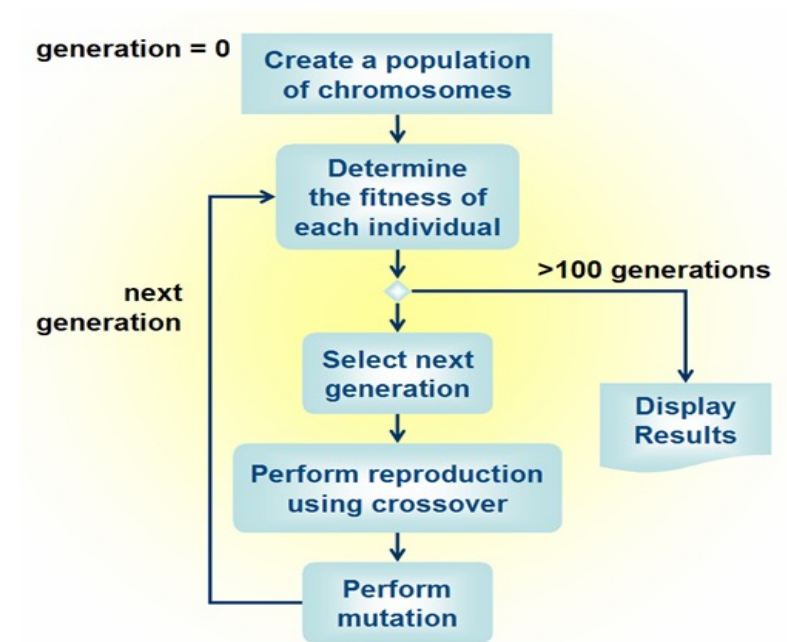 generation = 0
Create a population
of chromosomes
Determine
the fitness of
each individual
>100 generations
next
generation
Select next
generation
Display
Results
Perform reproduction
using crossover
Perform
mutation